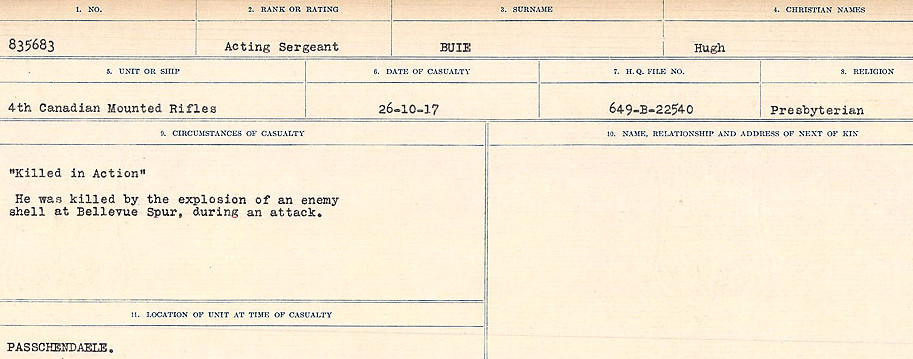 1. NO. 2. RANK OR RATING 3. SURNAME 4. CHRISTIAN NAMES
835683 Acting Sergeant BUIE Hugh
5. UNIT OR SHIP 6. DATE OF CASUALTY 7. H.Q. FILE NO. 8. RELIGION
4th Canadian Mounted Rifles 26-10-17 649-B-22540 Presbyterian
9. CIRCUMSTANCES OF CASUALTY 10. NAME, RELATIONSHIP AND ADDRESS OF NEXT OF KIN
"Killed in Action"
He was killed by the explosion of an enemy
shell at Bellevue Spur, during an attack.
11. LOCATION OF UNIT AT TIME OF CASUALTY
PASSCHENDAELE.